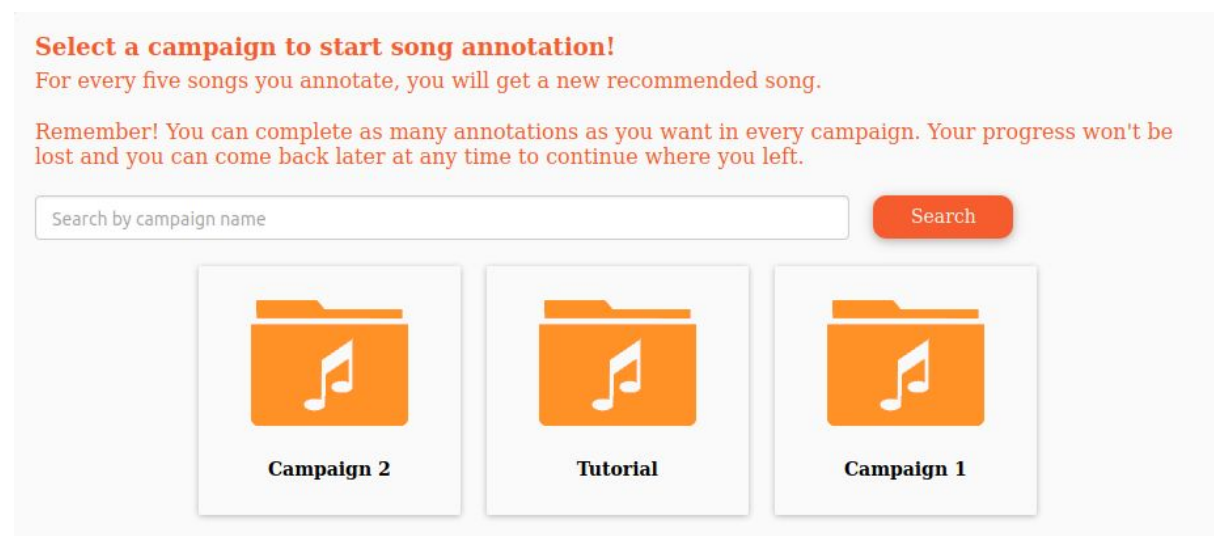 Select a campaign to start song annotation!
For every five songs you annotate, you will get a new recommended song.
Remember! You can complete as many annotations as you want in every campaign. Your progress won't be
lost and you can come back later at any time to continue where you left.
Search by campaign name
Search
Campaign 2
Tutorial
Campaign 1